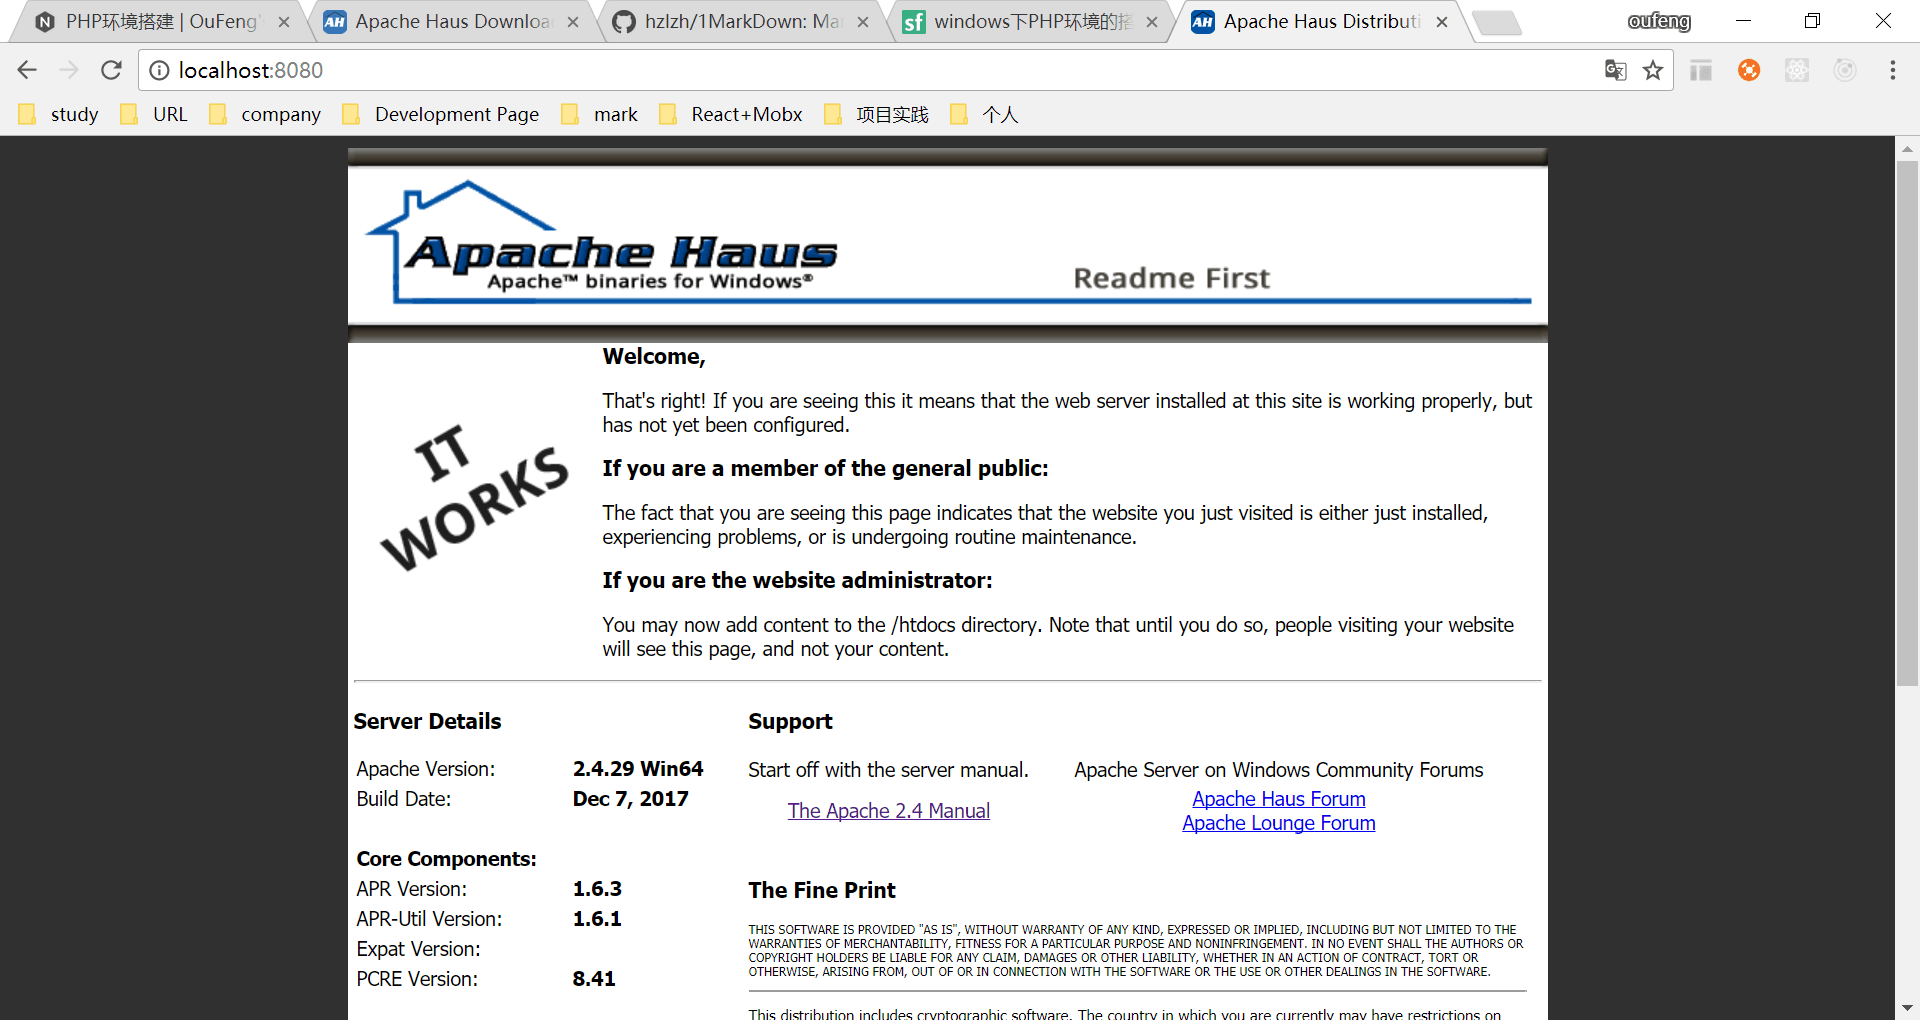 PHP环境搭建 | OuFeng'
Apache Haus Downloa
hzlzh/1MarkDown: Ma
windows下PHP环境的搭
Apache Haus Distributi
oufeng
localhost:8080
study
URL
company
Development Page
mark
React+Mobx
项目实践
个人
Apache Haus
Apache™ binaries for Windows®
Readme First
IT
WORKS
Welcome,
That's right! If you are seeing this it means that the web server installed at this site is working properly, but
has not yet been configured.
If you are a member of the general public:
The fact that you are seeing this page indicates that the website you just visited is either just installed,
experiencing problems, or is undergoing routine maintenance.
If you are the website administrator:
You may now add content to the /htdocs directory. Note that until you do so, people visiting your website
will see this page, and not your content.
Server Details
Apache Version: 2.4.29 Win64
Build Date: Dec 7, 2017
Core Components:
APR Version: 1.6.3
APR-Util Version: 1.6.1
Expat Version:
PCRE Version: 8.41
Support
Start off with the server manual.
The Apache 2.4 Manual
Apache Server on Windows Community Forums
Apache Haus Forum
Apache Lounge Forum
The Fine Print
THIS SOFTWARE IS PROVIDED "AS IS", WITHOUT WARRANTY OF ANY KIND, EXPRESSED OR IMPLIED, INCLUDING BUT NOT LIMITED TO THE
WARRANTIES OF MERCHANTABILITY, FITNESS FOR A PARTICULAR PURPOSE AND NONINFRINGEMENT. IN NO EVENT SHALL THE AUTHORS OR
COPYRIGHT HOLDERS BE LIABLE FOR ANY CLAIM, DAMAGES OR OTHER LIABILITY, WHETHER IN AN ACTION OF CONTRACT, TORT OR
OTHERWISE, ARISING FROM, OUT OF OR IN CONNECTION WITH THE SOFTWARE OR THE USE OR OTHER DEALINGS IN THE SOFTWARE.
This distribution includes cryptographic software. The country in which you are currently may have restrictions on